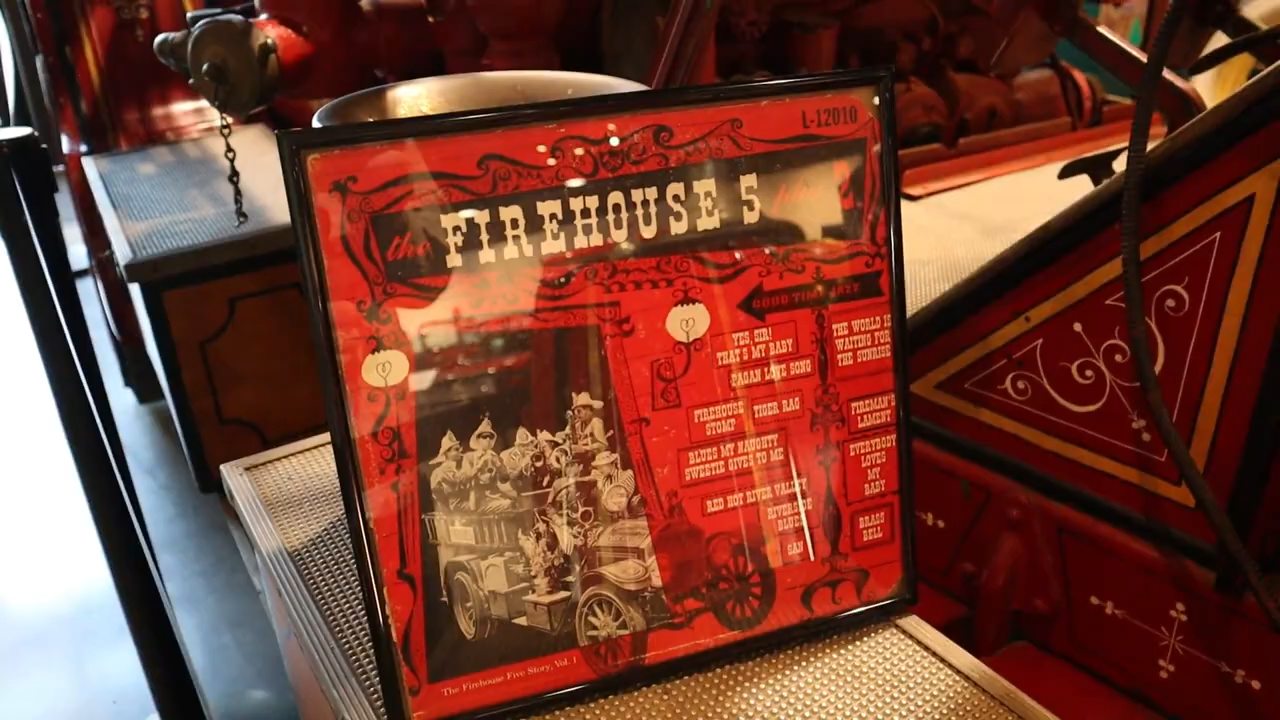 L-12010
the FIREHOUSE 5
GOOD TIME JAZZ
YES, SIR!
THAT'S MY BABY
PAGAN LOVE SONG
FIREHOUSE
STOMP
TIGER RAG
BLUES MY NAUGHTY
SWEETIE GIVES TO ME
RED HOT RIVER VALLEY
RIVERSIDE
BLUES
SAN
THE WORLD IS
WAITING FOR
THE SUNRISE
FIREMAN'S
LAMENT
EVERYBODY
LOVES
MY
BABY
BRASS
BELL
The Firehouse Five Story, Vol. 1